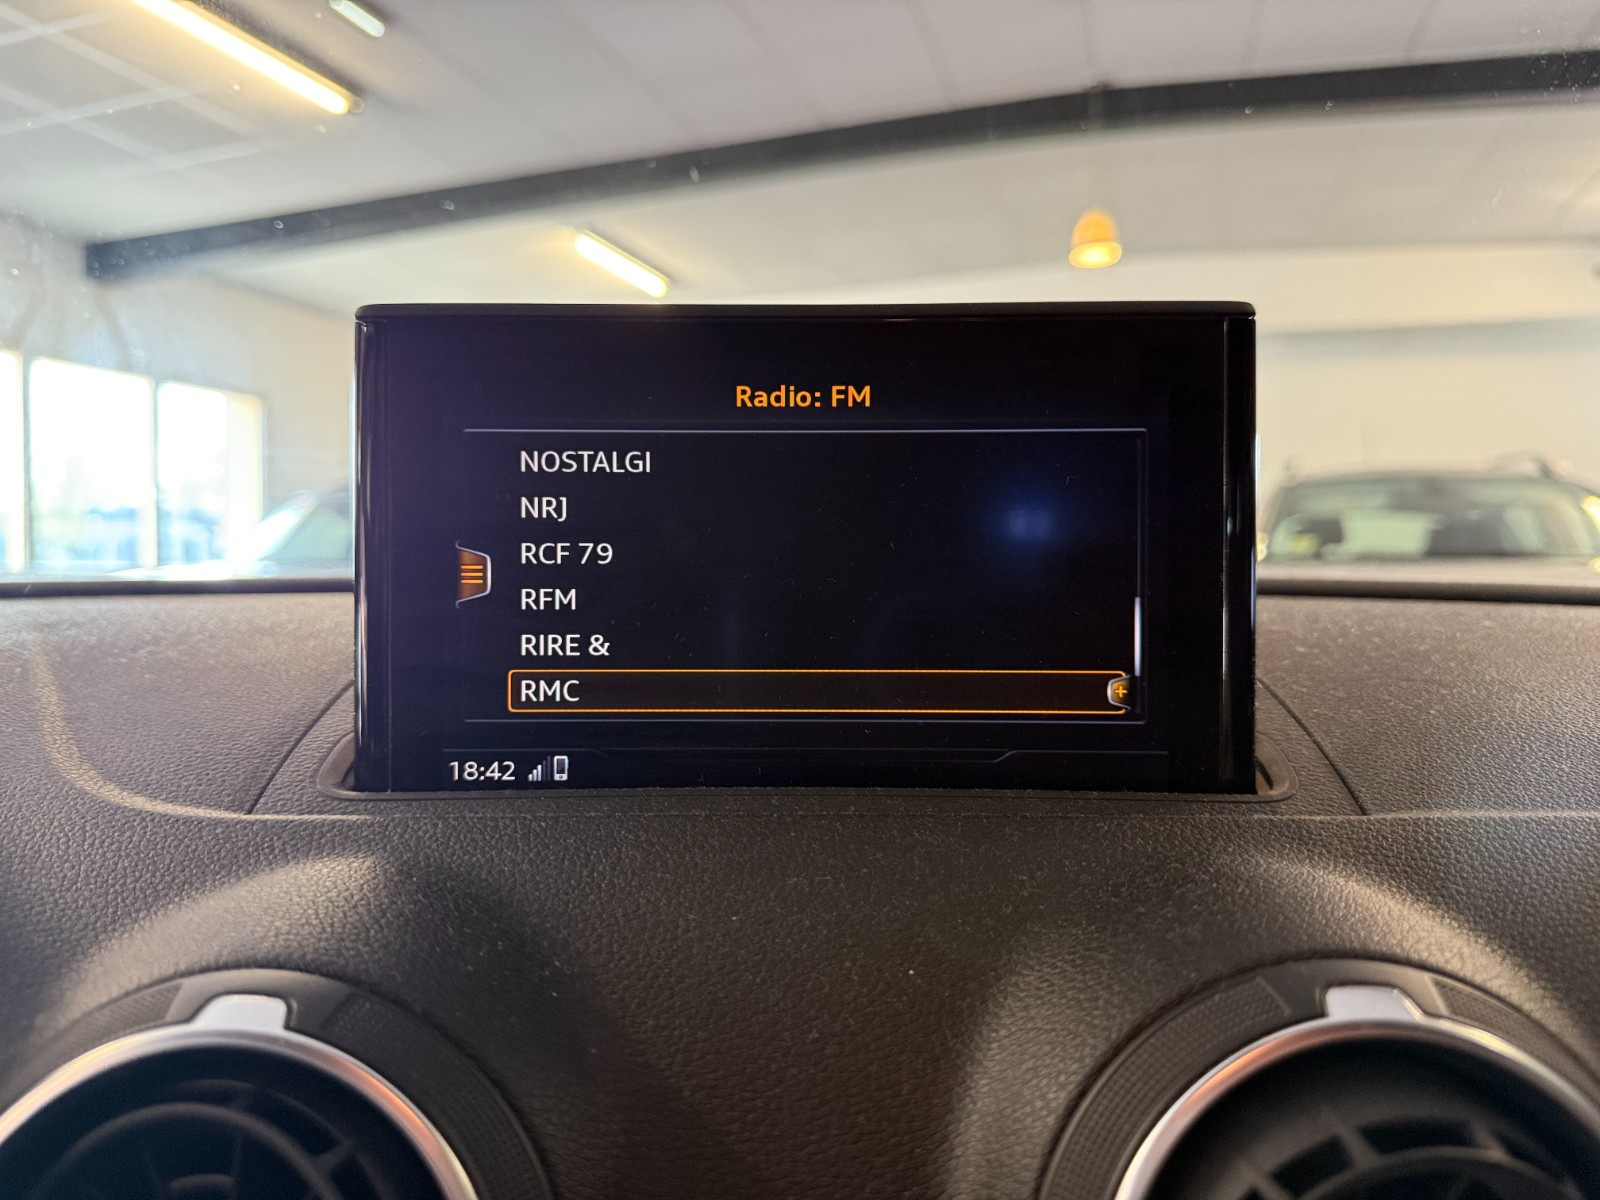 Radio: FM
NOSTALGI
NRJ
RCF 79
RFM
RIRE &
RMC
18:42